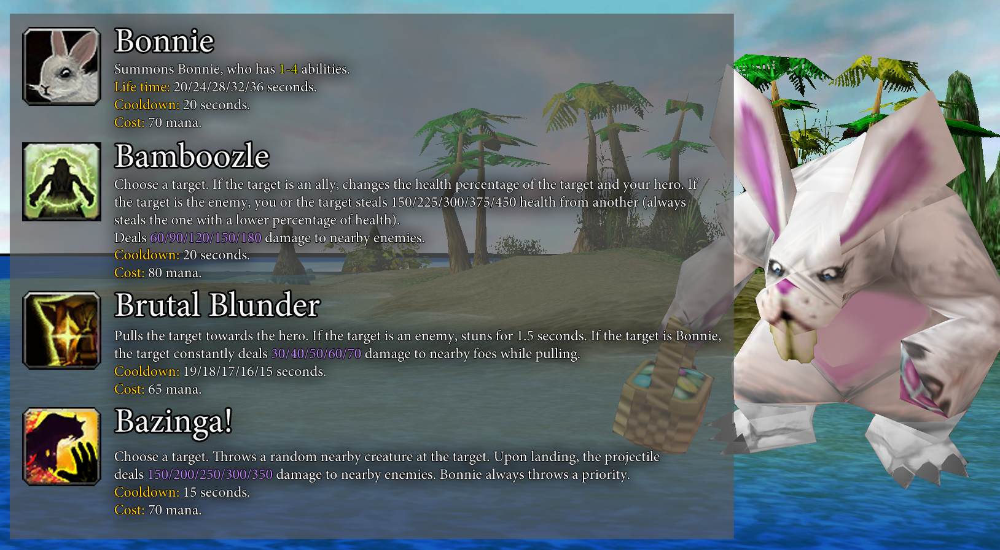 Bonnie
Summons Bonnie, who has 1-4 abilities.
Life time: 20/24/28/32/36 seconds.
Cooldown: 20 seconds.
Cost: 70 mana.
Bamboozle
Choose a target. If the target is an ally, changes the health percentage of the target and your hero. If
the target is the enemy, you or the target steals 150/225/300/375/450 health from another (always
steals the one with a lower percentage of health).
Deals 60/90/120/150/180 damage to nearby enemies.
Cooldown: 20 seconds.
Cost: 80 mana.
Brutal Blunder
Pulls the target towards the hero. If the target is an enemy, stuns for 1.5 seconds. If the target is Bonnie,
the target constantly deals 30/40/50/60/70 damage to nearby foes while pulling.
Cooldown: 19/18/17/16/15 seconds.
Cost: 65 mana.
Bazinga!
Choose a target. Throws a random nearby creature at the target. Upon landing, the projectile
deals 150/200/250/300/350 damage to nearby enemies. Bonnie always throws a priority.
Cooldown: 15 seconds.
Cost: 70 mana.